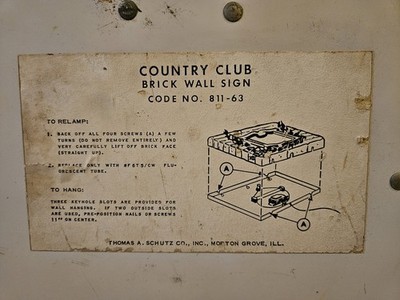 COUNTRY CLUB
BRICK WALL SIGN
CODE NO. 811-63
TO RELAMP:
1. BACK OFF ALL FOUR SCREWS (A) A FEW
TURNS (DO NOT REMOVE ENTIRELY) AND
VERY CAREFULLY LIFT OFF BRICK FACE
(STRAIGHT UP).
2. REPLACE ONLY WITH #F6T5/CW FLU-
ORESCENT TUBE.
TO HANG:
THREE KEYHOLE SLOTS ARE PROVIDED FOR
WALL HANGING. IF TWO OUTSIDE SLOTS
ARE USED, PRE-POSITION NAILS OR SCREWS
11" ON CENTER.
A
A
THOMAS A. SCHUTZ CO., INC., MORTON GROVE, ILL.